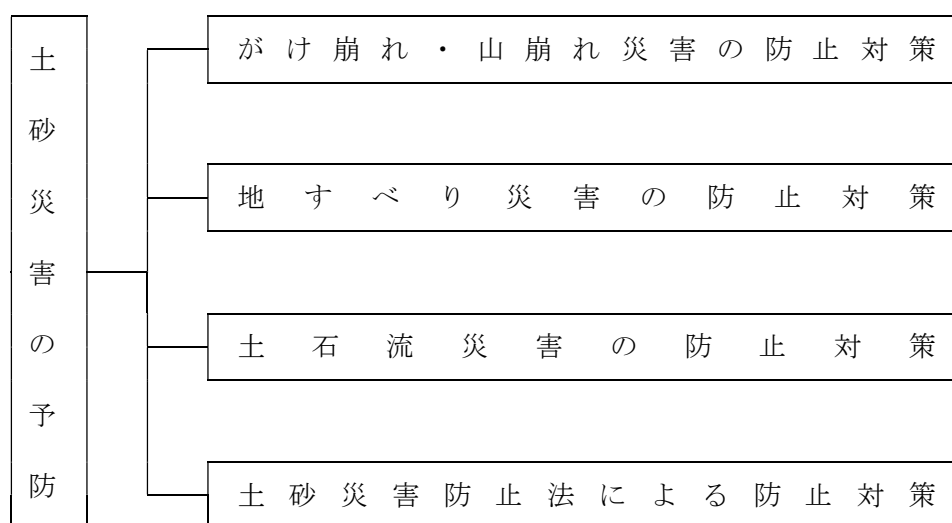 土砂災害の予防
がけ崩れ・山崩れ災害の防止対策
地すべり災害の防止対策
土石流災害の防止対策
土砂災害防止法による防止対策